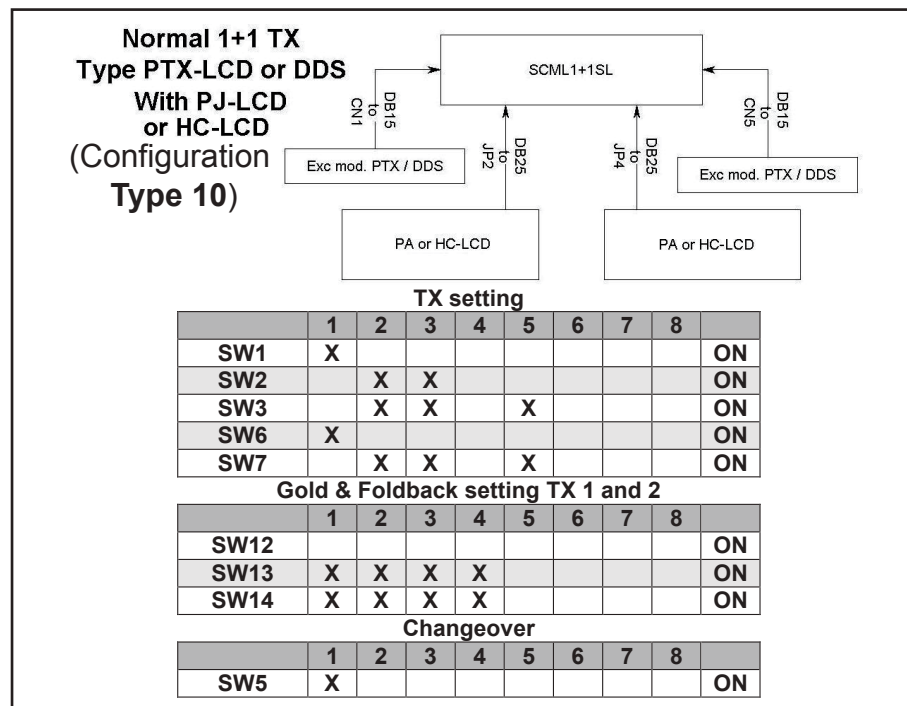 Normal 1+1 TX
Type PTX-LCD or DDS
With PJ-LCD
or HC-LCD
(Configuration
Type 10)
SCML1+1SL
DB15
to
CN1
DB25
to
JP2
DB25
to
JP4
DB15
to
CN5
Exc mod. PTX / DDS
Exc mod. PTX / DDS
PA or HC-LCD
PA or HC-LCD
TX setting
1 2 3 4 5 6 7 8
SW1 X ON
SW2 X X ON
SW3 X X X ON
SW6 X ON
SW7 X X X ON
Gold & Foldback setting TX 1 and 2
1 2 3 4 5 6 7 8
SW12 ON
SW13 X X X X ON
SW14 X X X X ON
Changeover
1 2 3 4 5 6 7 8
SW5 X ON